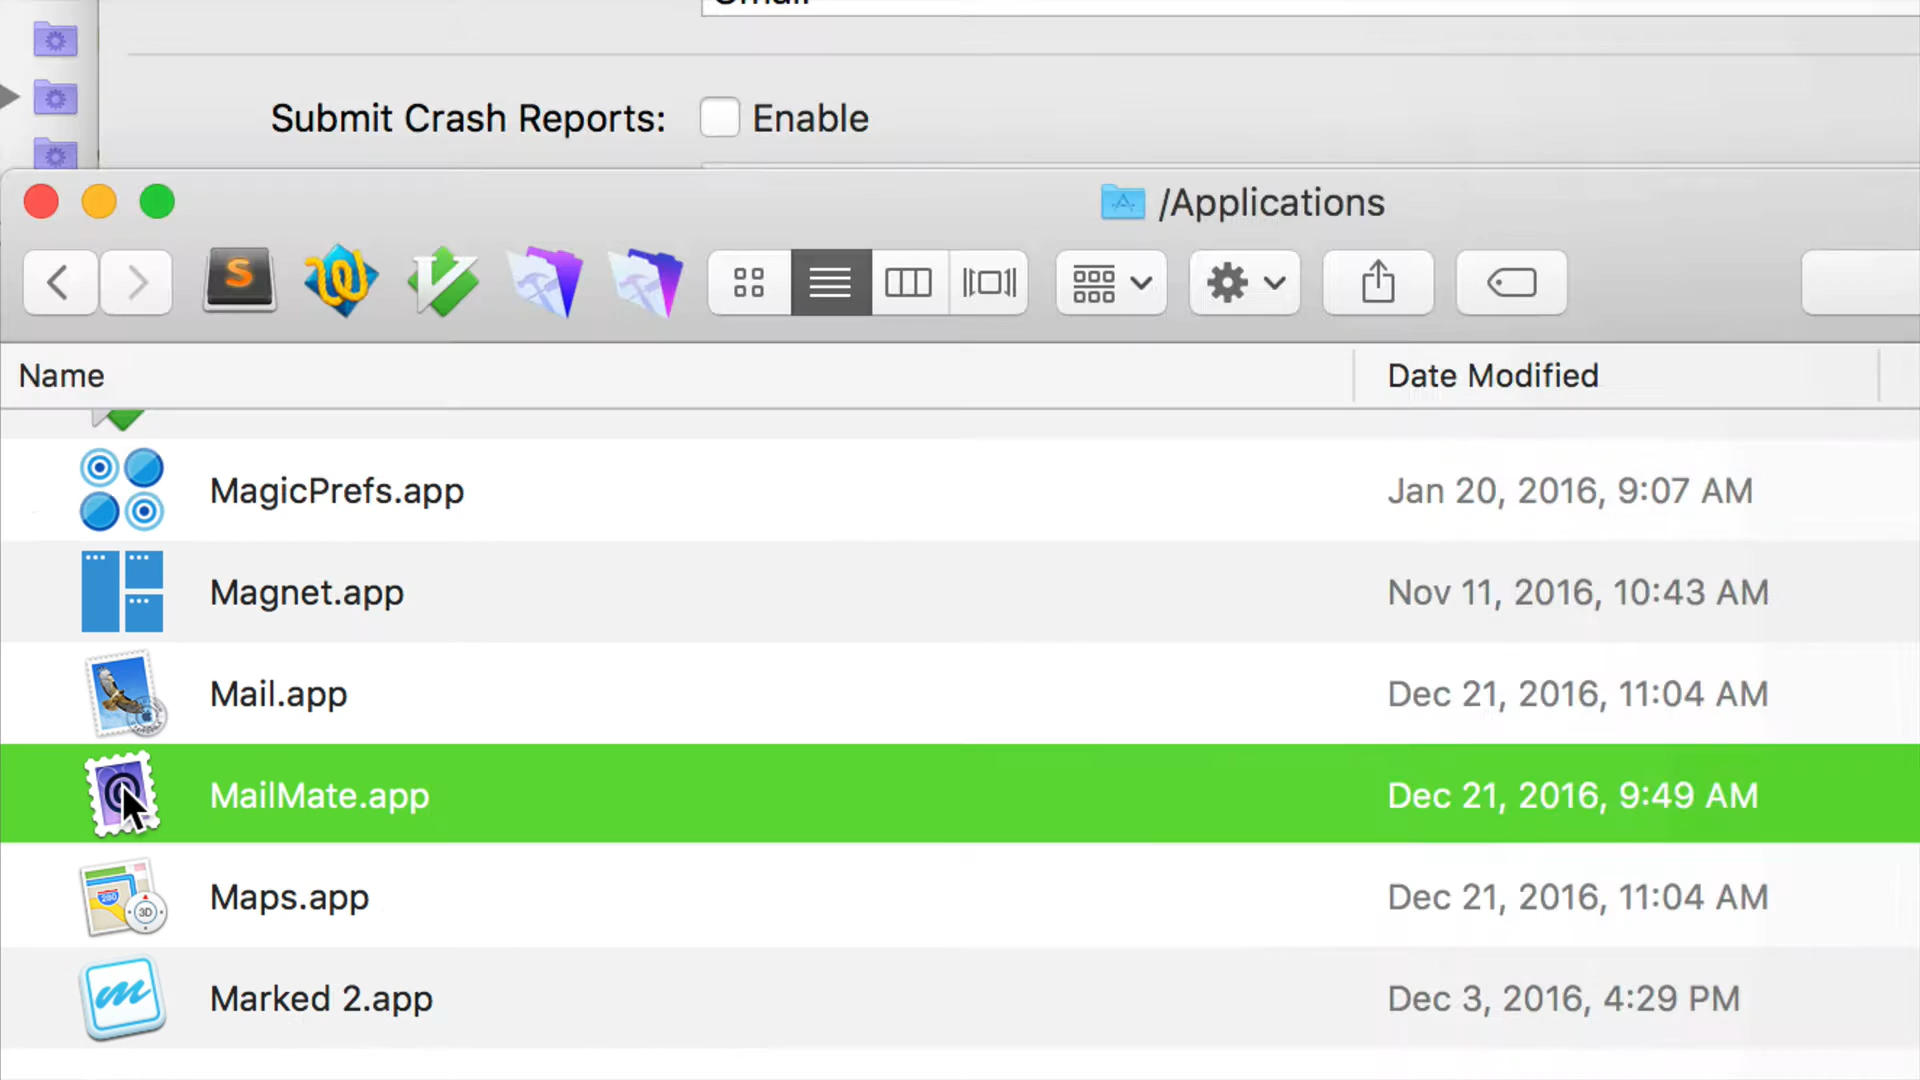 Submit Crash Reports: Enable
/Applications
Name Date Modified
MagicPrefs.app Jan 20, 2016, 9:07 AM
Magnet.app Nov 11, 2016, 10:43 AM
Mail.app Dec 21, 2016, 11:04 AM
MailMate.app Dec 21, 2016, 9:49 AM
Maps.app Dec 21, 2016, 11:04 AM
Marked 2.app Dec 3, 2016, 4:29 PM